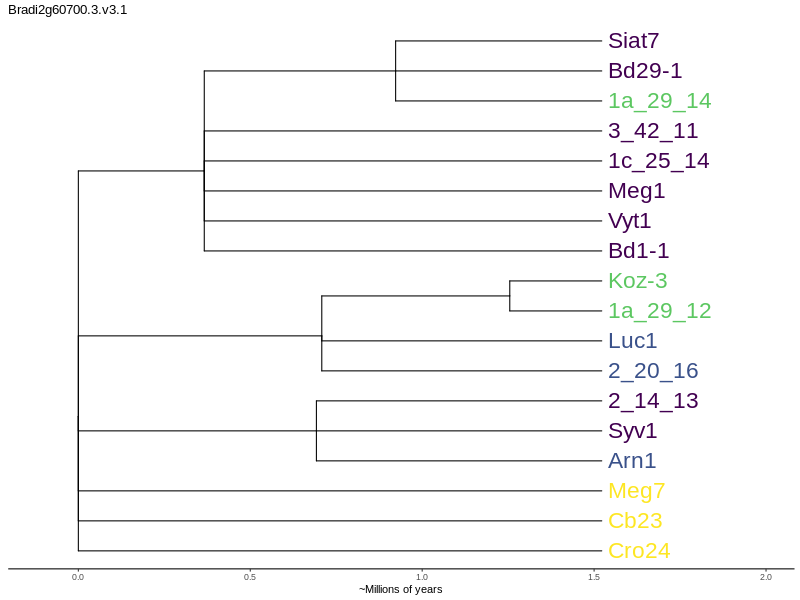 Bradi2g60700.3.v3.1
Siat7
Bd29-1
1a_29_14
3_42_11
1c_25_14
Meg1
Vyt1
Bd1-1
Koz-3
1a_29_12
Luc1
2_20_16
2_14_13
Syv1
Arn1
Meg7
Cb23
Cro24
0.0 0.5 1.0 1.5 2.0
~Millions of years